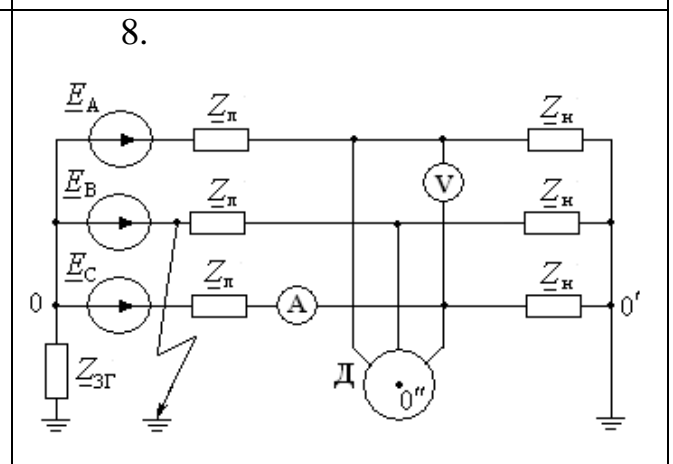 8.
E_A Z_л Z_н
V
E_B Z_л Z_н
E_C Z_л Z_н
0 A 0′
Z_ЗГ Д 0″